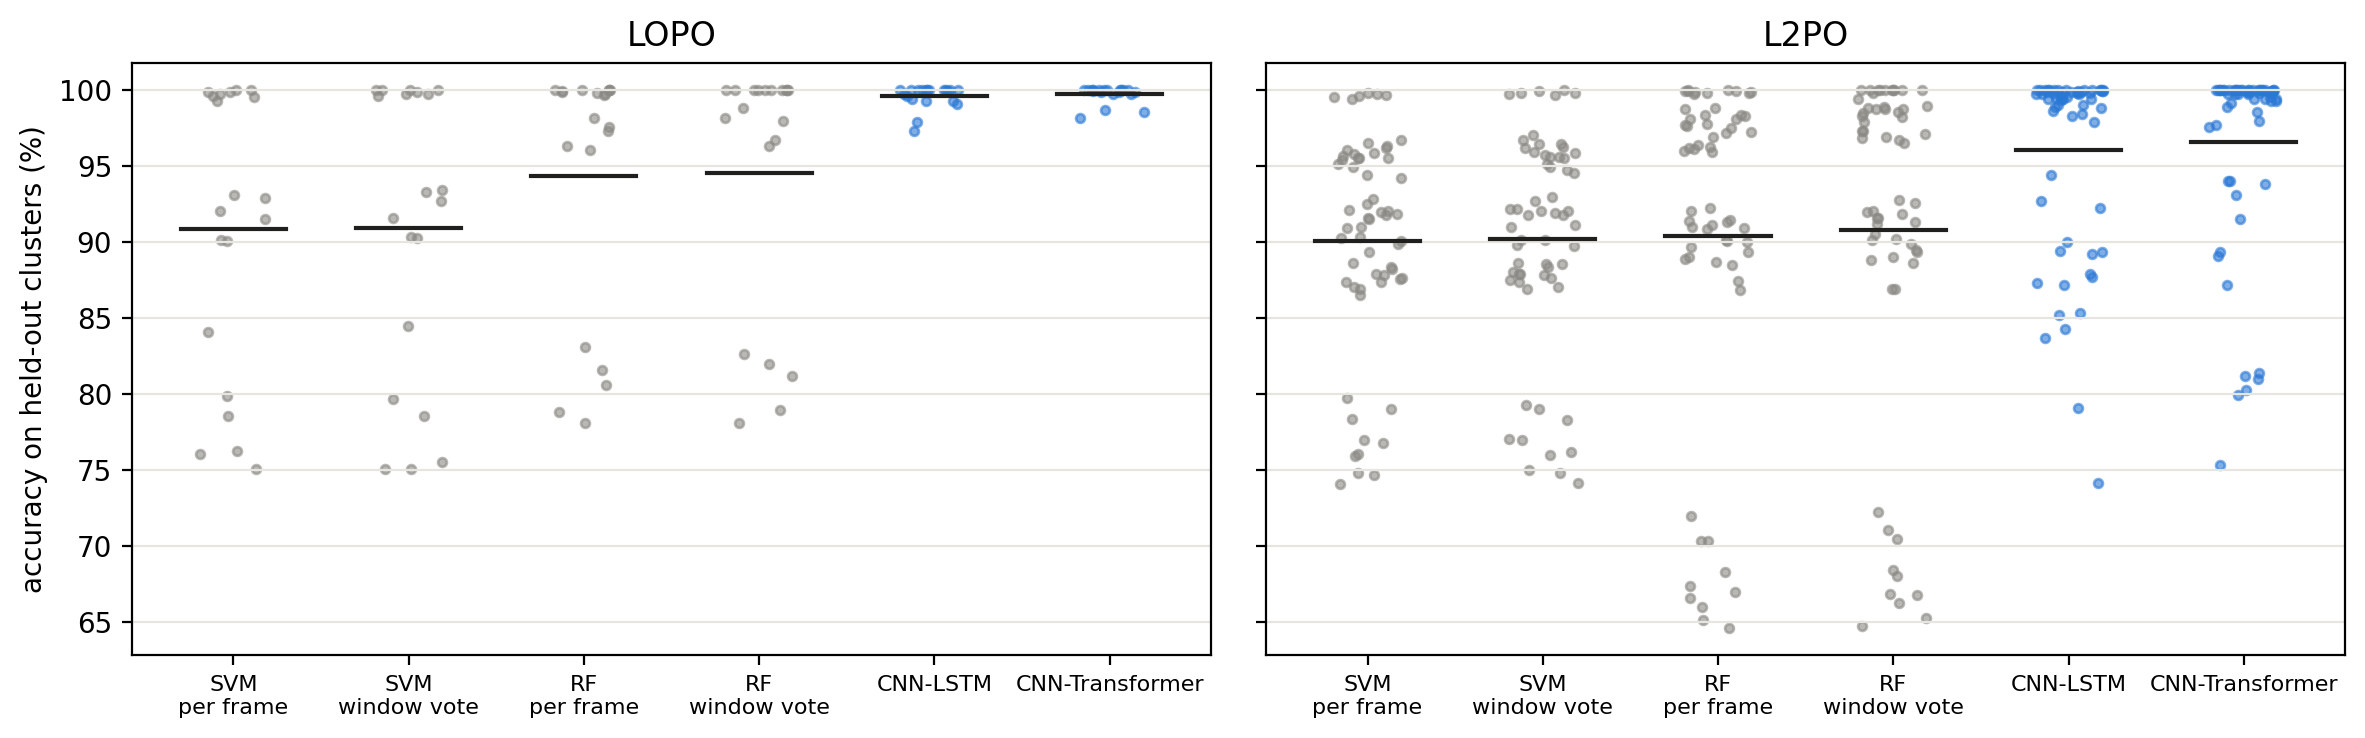 LOPO
L2PO
accuracy on held-out clusters (%)
100
95
90
85
80
75
70
65
SVM
per frame
SVM
window vote
RF
per frame
RF
window vote
CNN-LSTM
CNN-Transformer
SVM
per frame
SVM
window vote
RF
per frame
RF
window vote
CNN-LSTM
CNN-Transformer